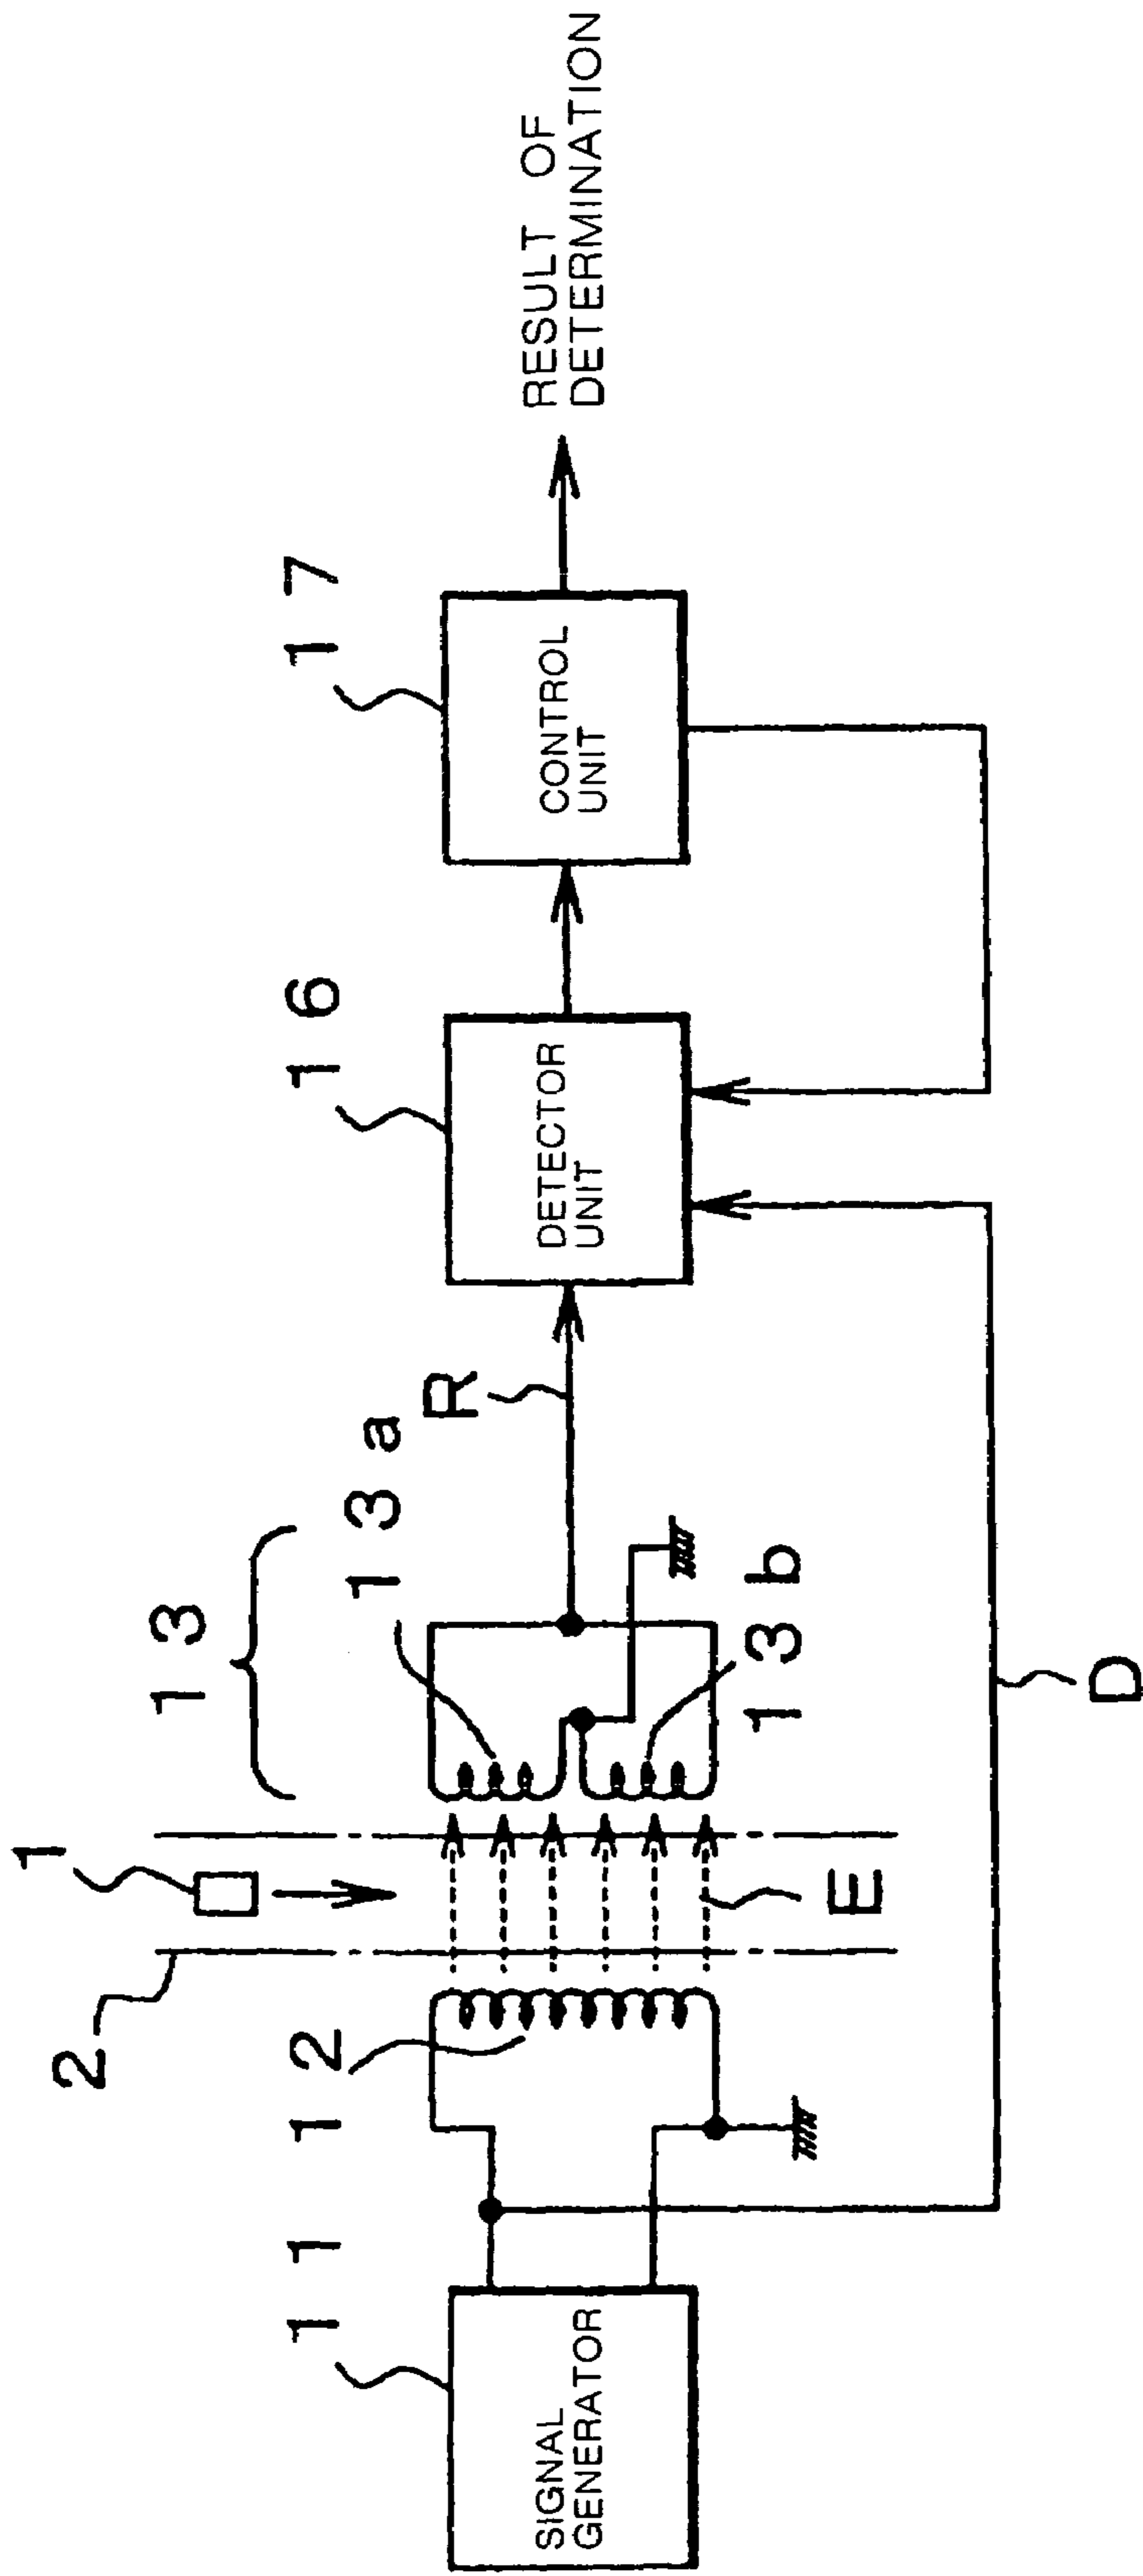 1
2
13
11
12
13a
R
16
17
SIGNAL
GENERATOR
DETECTOR
UNIT
CONTROL
UNIT
RESULT OF
DETERMINATION
E
13b
D